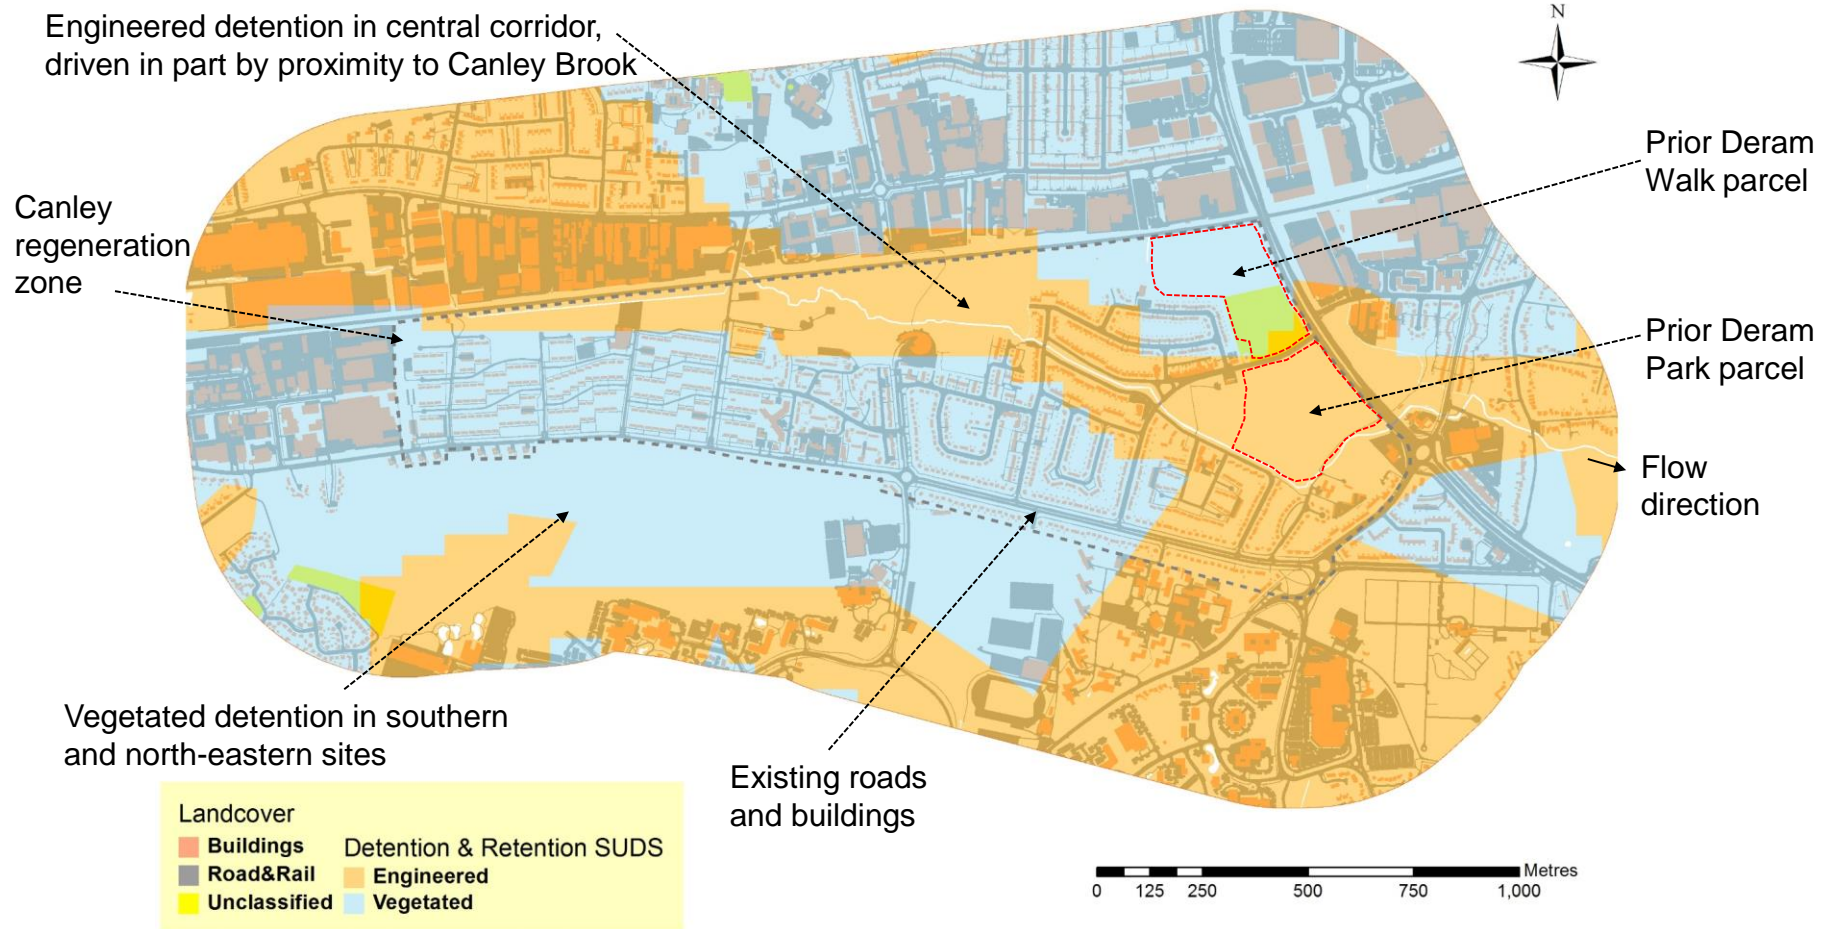 Engineered detention in central corridor,
driven in part by proximity to Canley Brook
N
Prior Deram
Walk parcel
Canley
regeneration
zone
Prior Deram
Park parcel
Flow
direction
Vegetated detention in southern
and north-eastern sites
Existing roads
and buildings
Landcover
Buildings
Road&Rail
Unclassified
Detention & Retention SUDS
Engineered
Vegetated
Metres
0 125 250 500 750 1,000